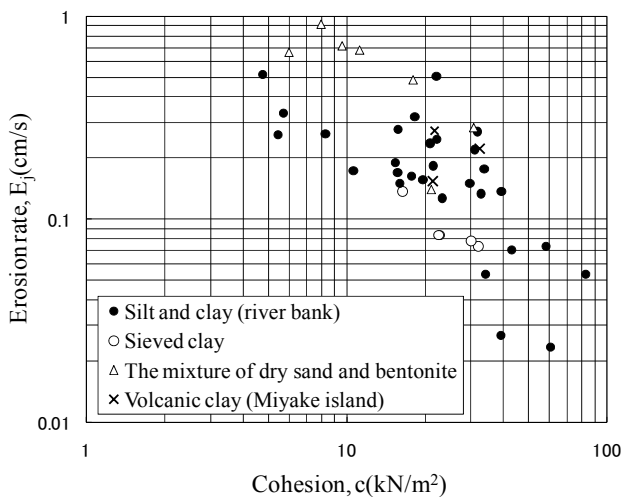 1
0.1
0.01
Erosion rate, Ej(cm/s)
Silt and clay (river bank)
Sieved clay
The mixture of dry sand and bentonite
Volcanic clay (Miyake island)
1 10 100
Cohesion, c(kN/m²)